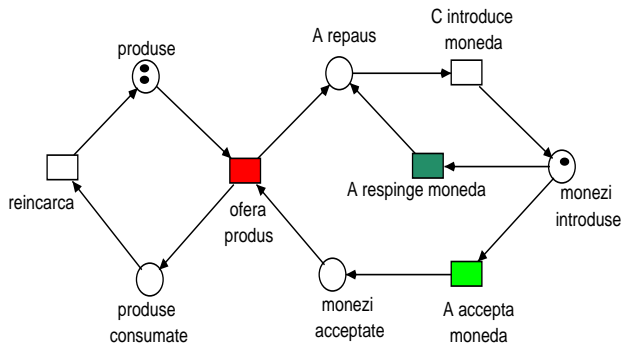 C introduce
moneda
A repaus
produse
reincarca
ofera
produs
A respinge moneda
monezi
introduse
produse
consumate
monezi
acceptate
A accepta
moneda